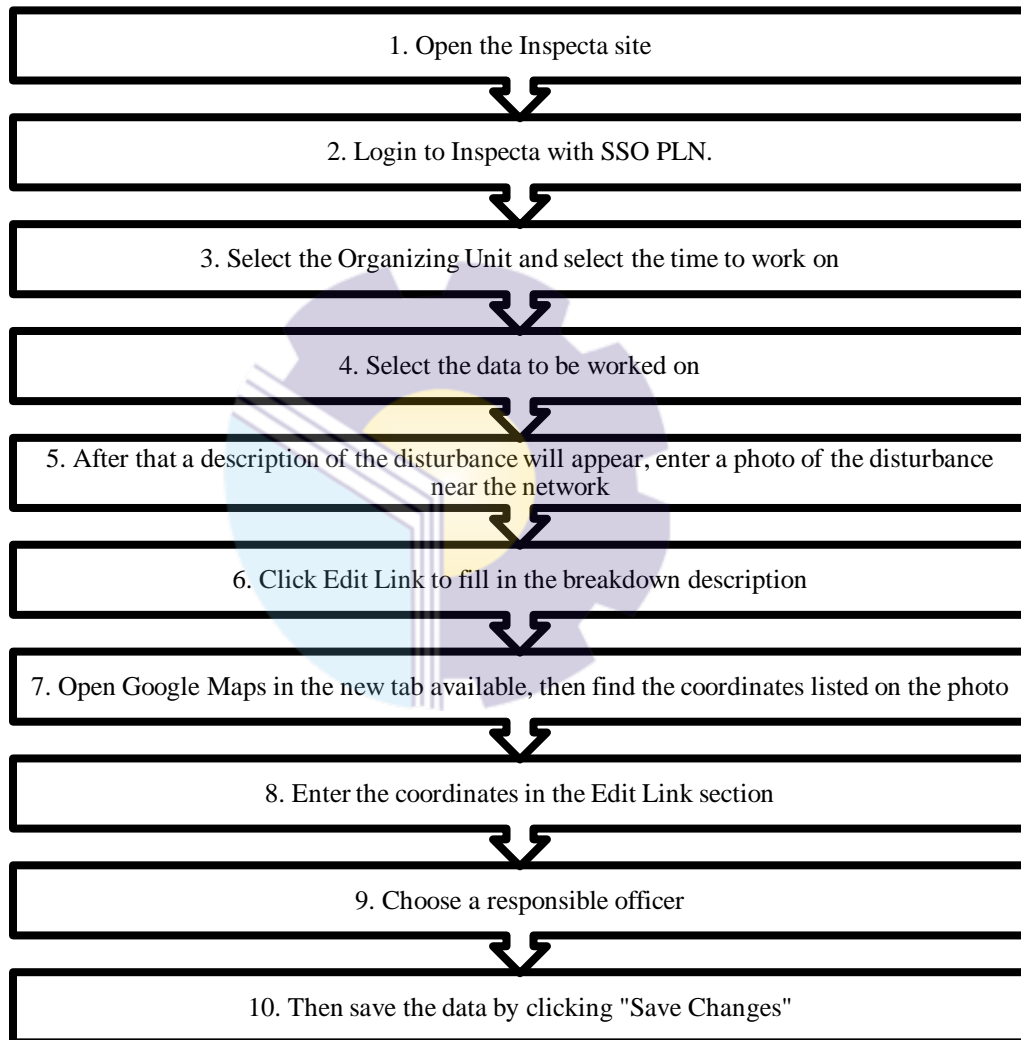 1. Open the Inspecta site
2. Login to Inspecta with SSO PLN.
3. Select the Organizing Unit and select the time to work on
4. Select the data to be worked on
5. After that a description of the disturbance will appear, enter a photo of the disturbance
near the network
6. Click Edit Link to fill in the breakdown description
7. Open Google Maps in the new tab available, then find the coordinates listed on the photo
8. Enter the coordinates in the Edit Link section
9. Choose a responsible officer
10. Then save the data by clicking "Save Changes"